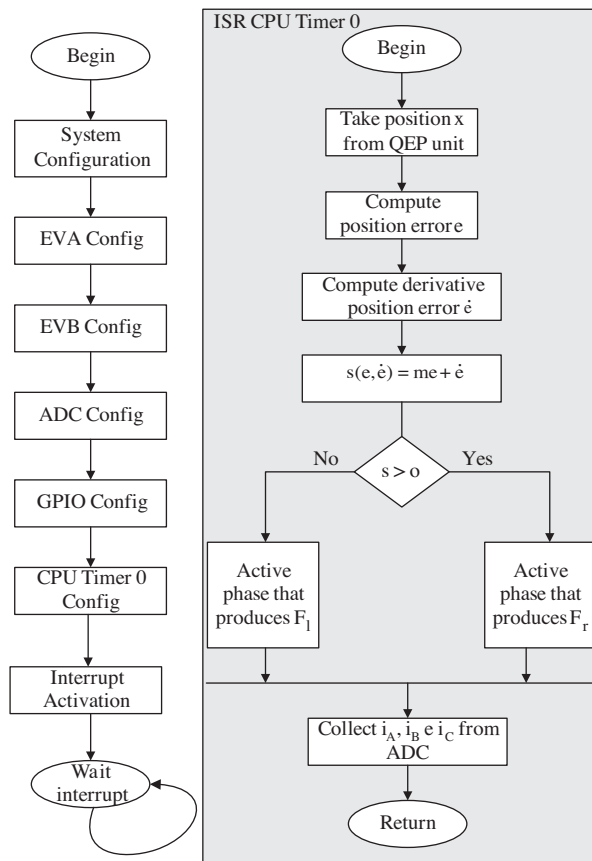 Begin
System
Configuration
EVA Config
EVB Config
ADC Config
GPIO Config
CPU Timer 0
Config
Interrupt
Activation
Wait
interrupt
ISR CPU Timer 0
Begin
Take position x
from QEP unit
Compute
position error e
Compute derivative
position error ė
s(e, ė) = me + ė
No
s > o
Yes
Active
phase that
produces F_l
Active
phase that
produces F_r
Collect i_A, i_B e i_C from
ADC
Return